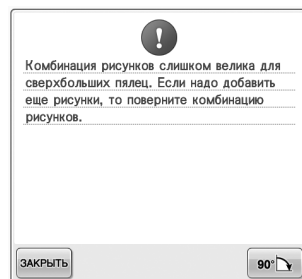 Комбинация рисунков слишком велика для
сверхбольших пялец. Если надо добавить
еще рисунки, то поверните комбинацию
рисунков.
ЗАКРЫТЬ
90°